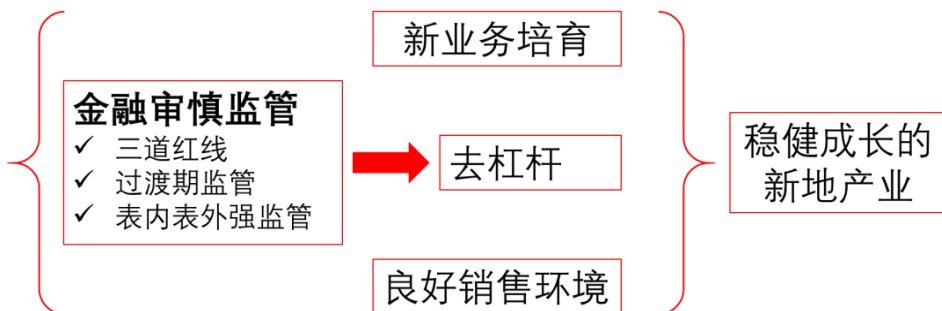 新业务培育
金融审慎监管
三道红线
过渡期监管
表内表外强监管
去杠杆
良好销售环境
稳健成长的
新地产业